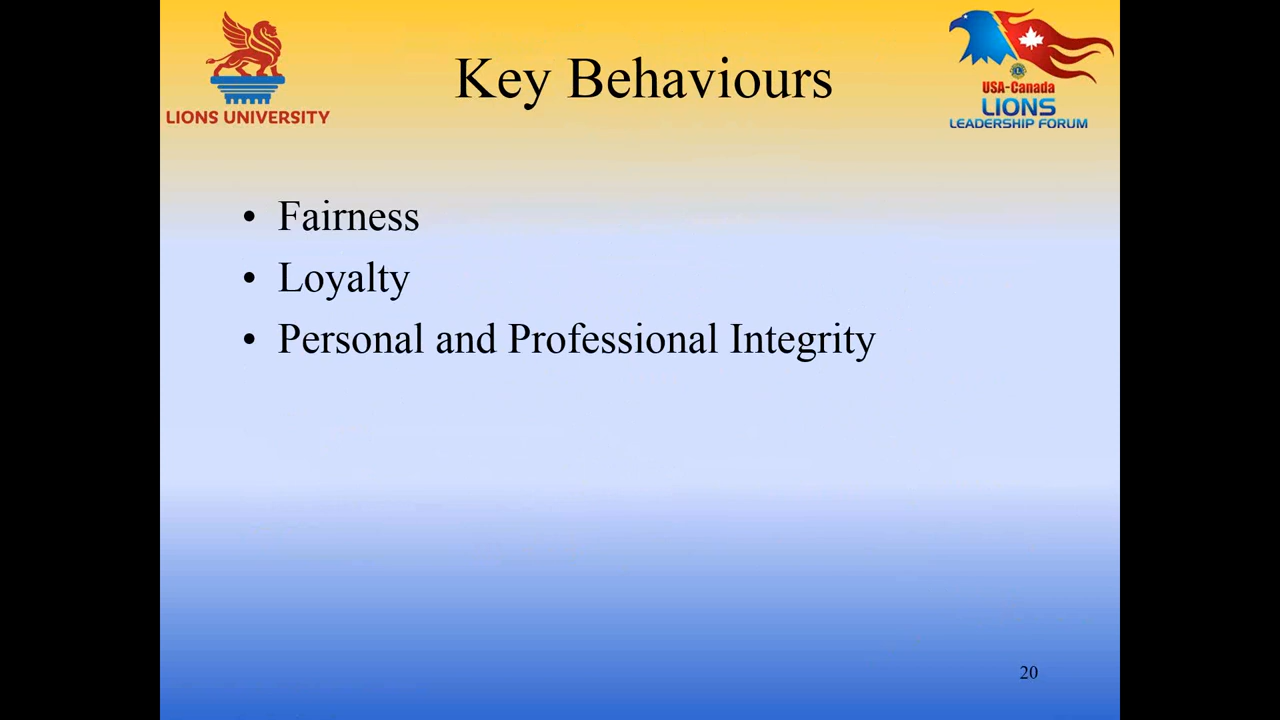 LIONS UNIVERSITY
Key Behaviours
USA-Canada
LIONS
LEADERSHIP FORUM
• Fairness
• Loyalty
• Personal and Professional Integrity
20